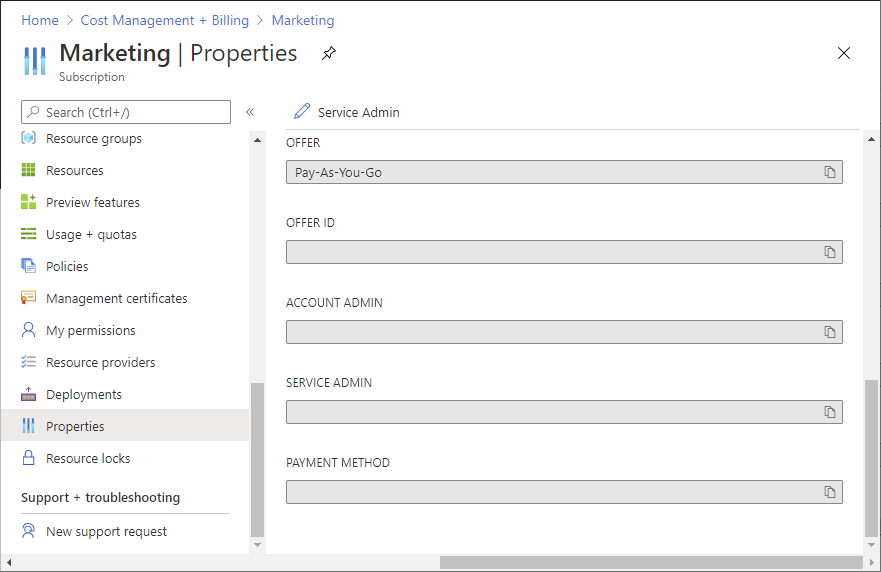 Home > Cost Management + Billing > Marketing
Marketing | Properties
Subscription
Search (Ctrl+/)
«
Resource groups
Resources
Preview features
Usage + quotas
Policies
Management certificates
My permissions
Resource providers
Deployments
Properties
Resource locks
Support + troubleshooting
New support request
Service Admin
OFFER
Pay-As-You-Go
OFFER ID
ACCOUNT ADMIN
SERVICE ADMIN
PAYMENT METHOD